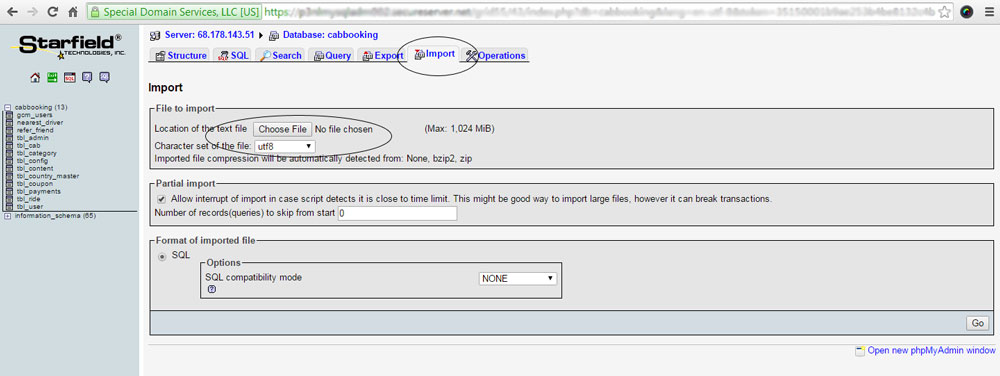 Special Domain Services, LLC [US] https://
Starfield®
TECHNOLOGIES, INC.
SQL
cabbooking (13)
gcm_users
nearest_driver
refer_friend
tbl_admin
tbl_cab
tbl_category
tbl_config
tbl_content
tbl_country_master
tbl_coupon
tbl_payments
tbl_ride
tbl_user
information_schema (65)
Server: 68.178.143.51 Database: cabbooking
Structure SQL Search Query Export Import Operations
Import
File to import
Location of the text file Choose File No file chosen (Max: 1,024 MiB)
Character set of the file: utf8
Imported file compression will be automatically detected from: None, bzip2, zip
Partial import
Allow interrupt of import in case script detects it is close to time limit. This might be good way to import large files, however it can break transactions.
Number of records(queries) to skip from start 0
Format of imported file
SQL
Options
SQL compatibility mode NONE
Go
Open new phpMyAdmin window